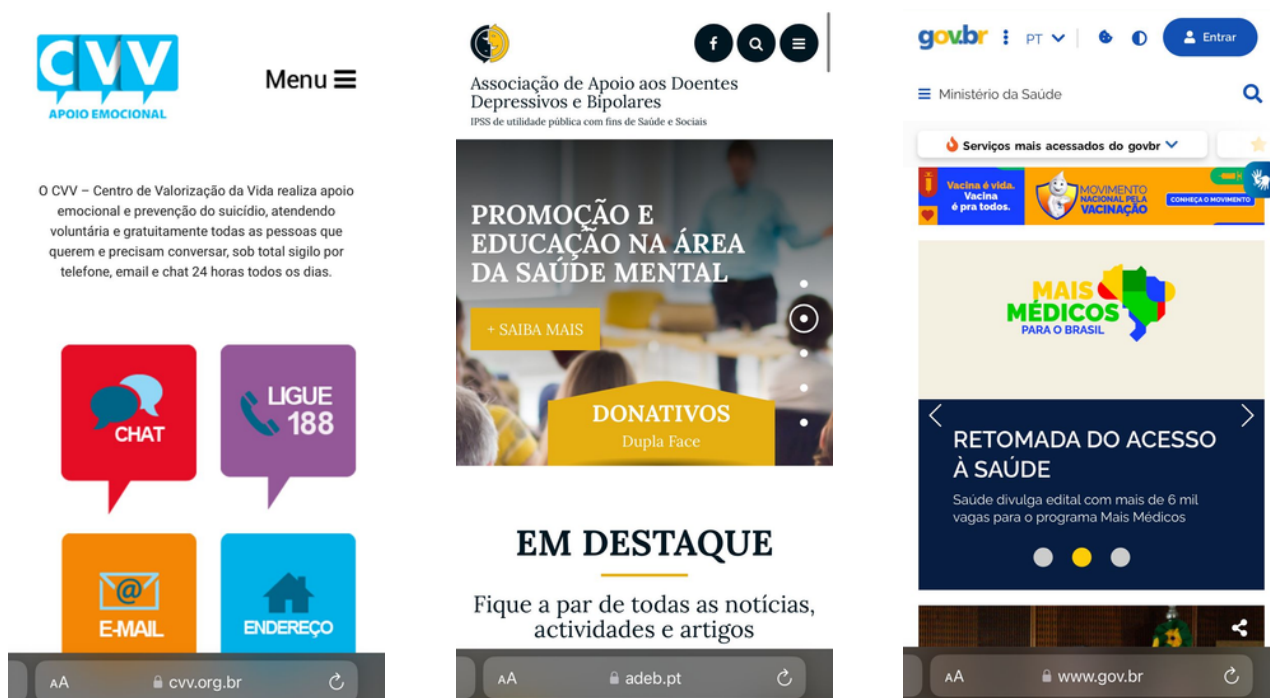 CVV
APOIO EMOCIONAL
Menu
O CVV – Centro de Valorização da Vida realiza apoio
emocional e prevenção do suicídio, atendendo
voluntária e gratuitamente todas as pessoas que
querem e precisam conversar, sob total sigilo por
telefone, email e chat 24 horas todos os dias.
CHAT
LIGUE
188
@
E-MAIL
ENDEREÇO
AA
cvv.org.br
f
Associação de Apoio aos Doentes
Depressivos e Bipolares
IPSS de utilidade pública com fins de Saúde e Sociais
PROMOÇÃO E
EDUCAÇÃO NA ÁREA
DA SAÚDE MENTAL
+ SAIBA MAIS
DONATIVOS
Dupla Face
EM DESTAQUE
Fique a par de todas as notícias,
actividades e artigos
AA
adeb.pt
gov.br
PT
Entrar
Ministério da Saúde
Serviços mais acessados do govbr
Vacina é vida.
Vacina
é pra todos.
MOVIMENTO
NACIONAL PELA
VACINAÇÃO
CONHEÇA O MOVIMENTO
MAIS
MÉDICOS
PARA O BRASIL
RETOMADA DO ACESSO
À SAÚDE
Saúde divulga edital com mais de 6 mil
vagas para o programa Mais Médicos
AA
www.gov.br